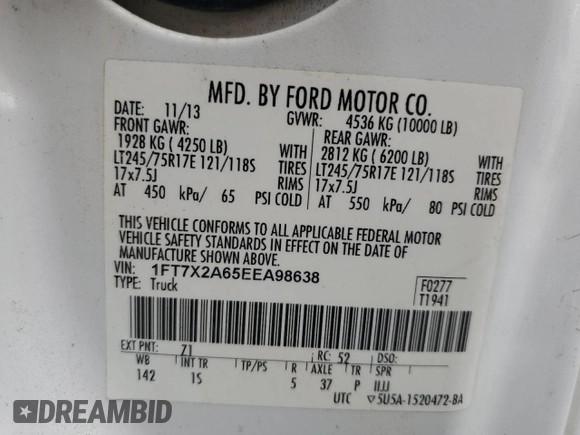 MFD. BY FORD MOTOR CO.
DATE: 11/13 GVWR: 4536 KG (10000 LB)
FRONT GAWR: REAR GAWR:
1928 KG ( 4250 LB) WITH 2812 KG ( 6200 LB) WITH
LT245/75R17E 121/118S TIRES LT245/75R17E 121/118S TIRES
17x7.5J RIMS 17x7.5J RIMS
AT 450 kPa/ 65 PSI COLD AT 550 kPa/ 80 PSI COLD
THIS VEHICLE CONFORMS TO ALL APPLICABLE FEDERAL MOTOR
VEHICLE SAFETY STANDARDS IN EFFECT ON THE DATE OF
MANUFACTURE SHOWN ABOVE.
VIN: 1FT7X2A65EEA98638
TYPE: Truck
F0277
T1941
EXT PNT: 71 RC: 52 DSO:
WB INT TR TP/PS R AXLE TR SPR
142 1S 5 37 P IIJJ
UTC ▽5U5A-1520472-BA
DREAMBID